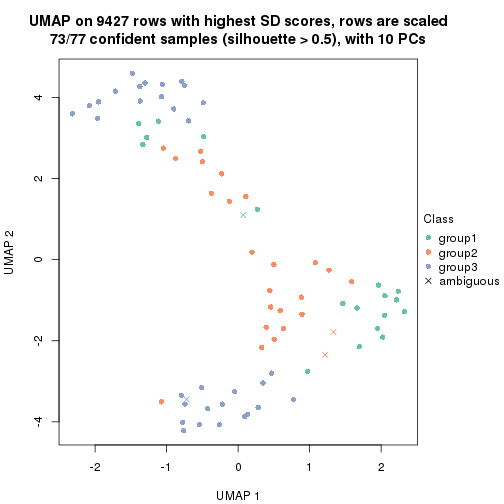 UMAP on 9427 rows with highest SD scores, rows are scaled
73/77 confident samples (silhouette > 0.5), with 10 PCs
4
2
0
-2
-4
UMAP 2
-2
-1
0
1
2
UMAP 1
Class
group1
group2
group3
ambiguous